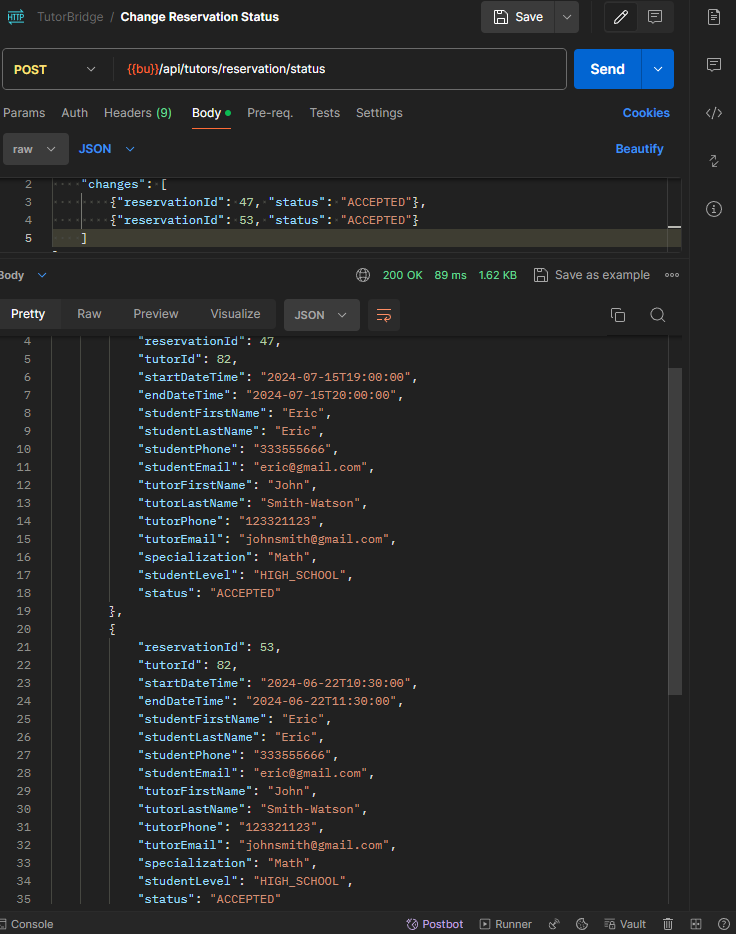 HTTP TutorBridge / Change Reservation Status Save
POST {{bu}}/api/tutors/reservation/status Send
Params Auth Headers (9) Body Pre-req. Tests Settings Cookies
raw JSON Beautify
2 "changes": [
3 {"reservationId": 47, "status": "ACCEPTED"},
4 {"reservationId": 53, "status": "ACCEPTED"}
5 ]
Body 200 OK 89 ms 1.62 KB Save as example
Pretty Raw Preview Visualize JSON
4 "reservationId": 47,
5 "tutorId": 82,
6 "startDateTime": "2024-07-15T19:00:00",
7 "endDateTime": "2024-07-15T20:00:00",
8 "studentFirstName": "Eric",
9 "studentLastName": "Eric",
10 "studentPhone": "333555666",
11 "studentEmail": "eric@gmail.com",
12 "tutorFirstName": "John",
13 "tutorLastName": "Smith-Watson",
14 "tutorPhone": "123321123",
15 "tutorEmail": "johnsmith@gmail.com",
16 "specialization": "Math",
17 "studentLevel": "HIGH_SCHOOL",
18 "status": "ACCEPTED"
19 },
20 {
21 "reservationId": 53,
22 "tutorId": 82,
23 "startDateTime": "2024-06-22T10:30:00",
24 "endDateTime": "2024-06-22T11:30:00",
25 "studentFirstName": "Eric",
26 "studentLastName": "Eric",
27 "studentPhone": "333555666",
28 "studentEmail": "eric@gmail.com",
29 "tutorFirstName": "John",
30 "tutorLastName": "Smith-Watson",
31 "tutorPhone": "123321123",
32 "tutorEmail": "johnsmith@gmail.com",
33 "specialization": "Math",
34 "studentLevel": "HIGH_SCHOOL",
35 "status": "ACCEPTED"
Console Postbot Runner Vault